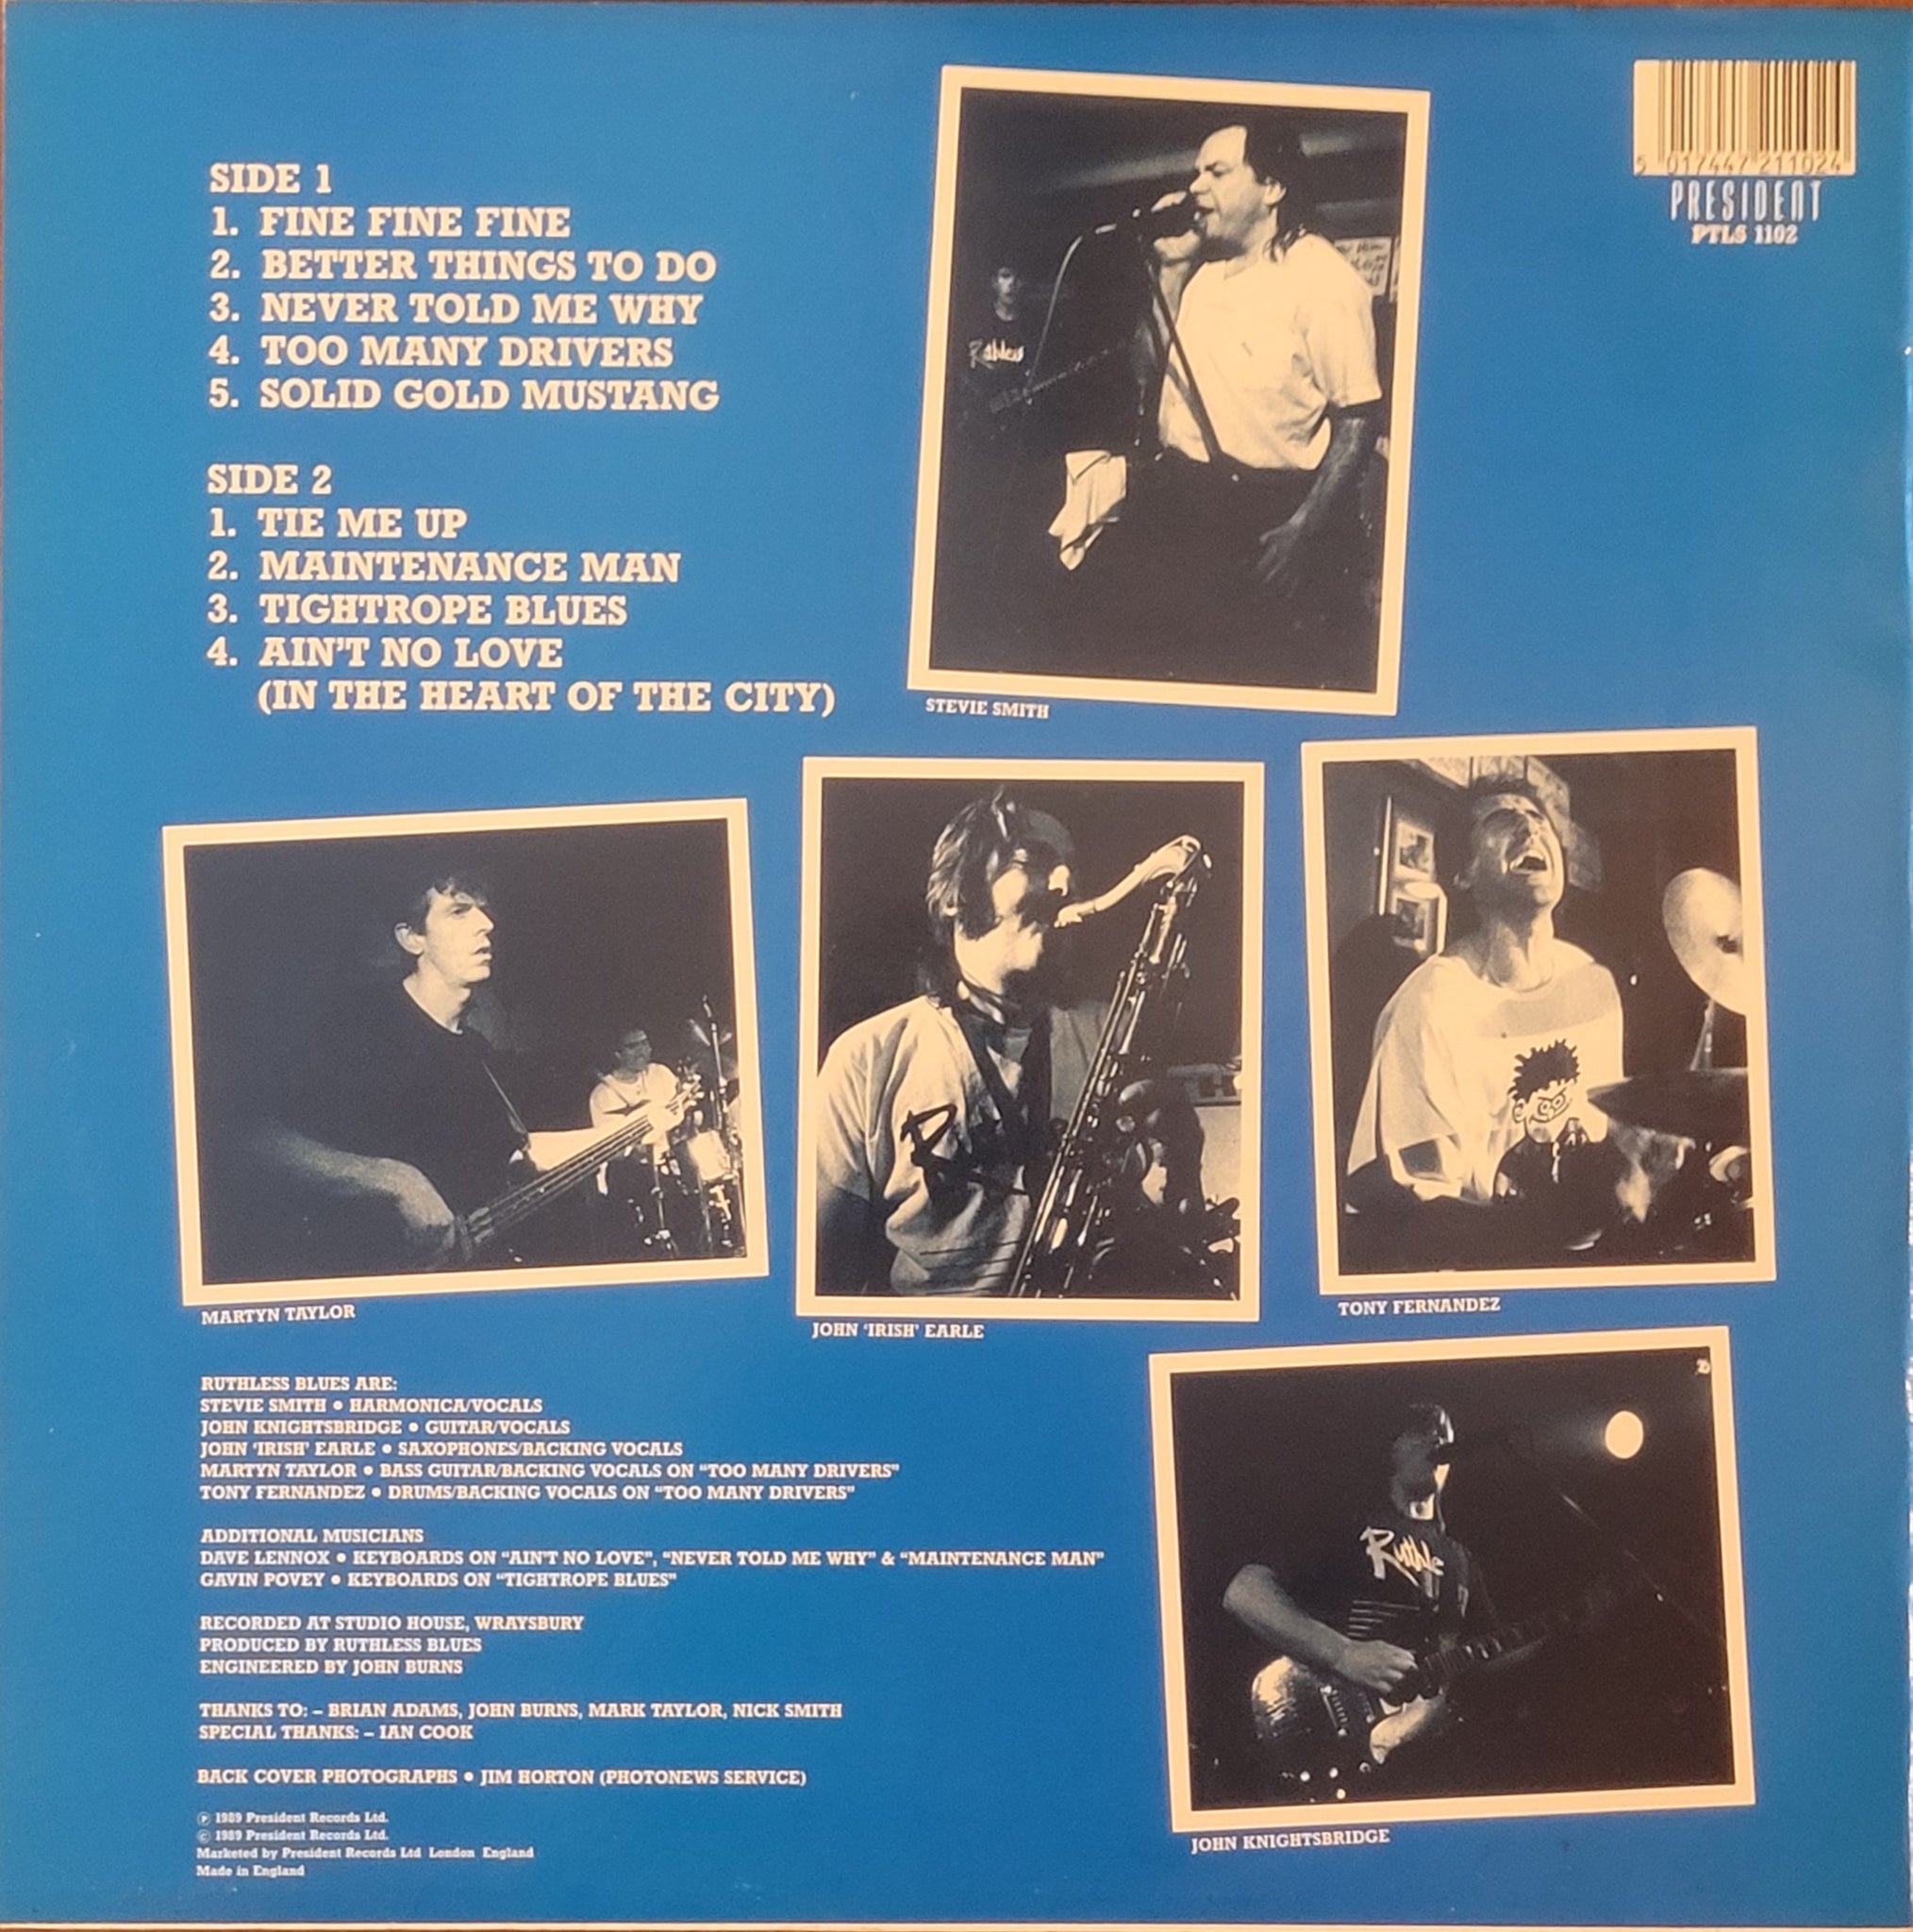 SIDE 1
1. FINE FINE FINE
2. BETTER THINGS TO DO
3. NEVER TOLD ME WHY
4. TOO MANY DRIVERS
5. SOLID GOLD MUSTANG
SIDE 2
1. TIE ME UP
2. MAINTENANCE MAN
3. TIGHTROPE BLUES
4. AIN'T NO LOVE
(IN THE HEART OF THE CITY)
5 017447 211024
PRESIDENT
PTLS 1102
Ruthless
STEVIE SMITH
MARTYN TAYLOR
JOHN ‘IRISH’ EARLE
TONY FERNANDEZ
RUTHLESS BLUES ARE:
STEVIE SMITH • HARMONICA/VOCALS
JOHN KNIGHTSBRIDGE • GUITAR/VOCALS
JOHN ‘IRISH’ EARLE • SAXOPHONES/BACKING VOCALS
MARTYN TAYLOR • BASS GUITAR/BACKING VOCALS ON “TOO MANY DRIVERS”
TONY FERNANDEZ • DRUMS/BACKING VOCALS ON “TOO MANY DRIVERS”
ADDITIONAL MUSICIANS
DAVE LENNOX • KEYBOARDS ON “AIN'T NO LOVE”, “NEVER TOLD ME WHY” & “MAINTENANCE MAN”
GAVIN POVEY • KEYBOARDS ON “TIGHTROPE BLUES”
RECORDED AT STUDIO HOUSE, WRAYSBURY
PRODUCED BY RUTHLESS BLUES
ENGINEERED BY JOHN BURNS
THANKS TO: – BRIAN ADAMS, JOHN BURNS, MARK TAYLOR, NICK SMITH
SPECIAL THANKS: – IAN COOK
BACK COVER PHOTOGRAPHS • JIM HORTON (PHOTONEWS SERVICE)
℗ 1989 President Records Ltd.
© 1989 President Records Ltd.
Marketed by President Records Ltd London England
Made in England
Ruthle
JOHN KNIGHTSBRIDGE